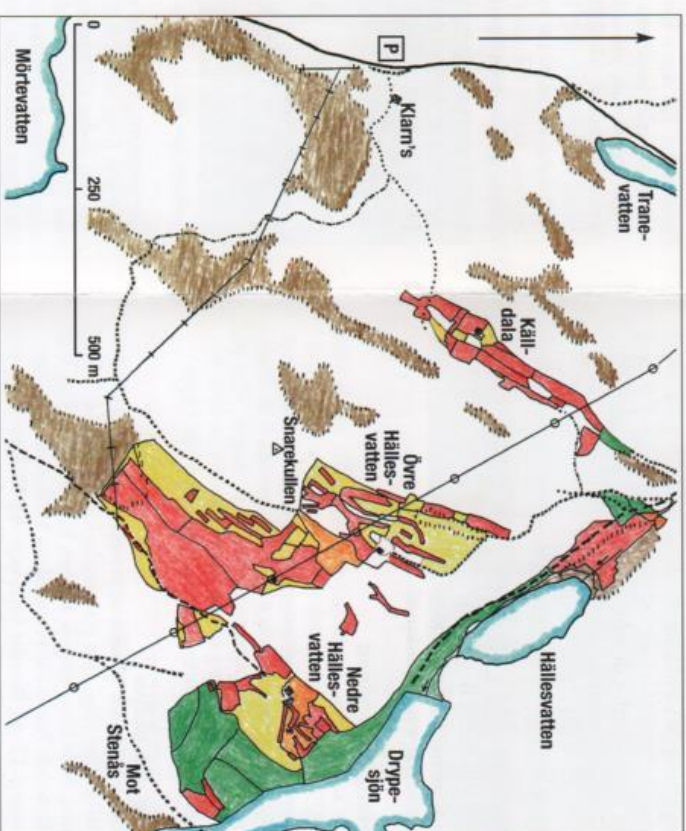 P
Klarn's
Trane-
vatten
Mörtevatten
0
250
500 m
Käll-
dala
Övre
Hälles-
vatten
Snarekullen
Hällesvatten
Nedre
Hälles-
vatten
Drype-
sjön
Mot
Stenås